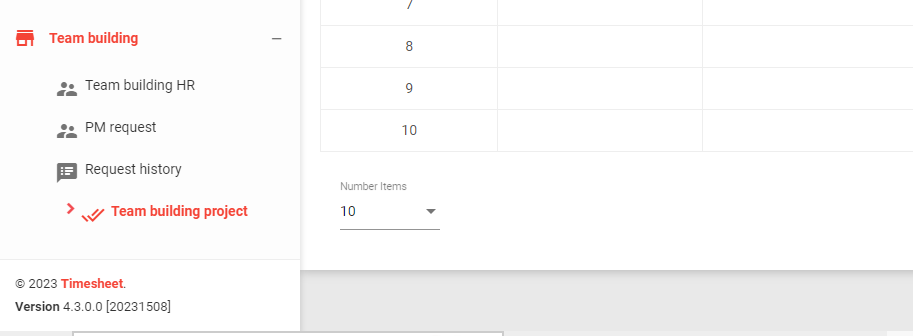 7
Team building
8
Team building HR
9
PM request
10
Request history
Number Items
10
Team building project
© 2023 Timesheet.
Version 4.3.0.0 [20231508]